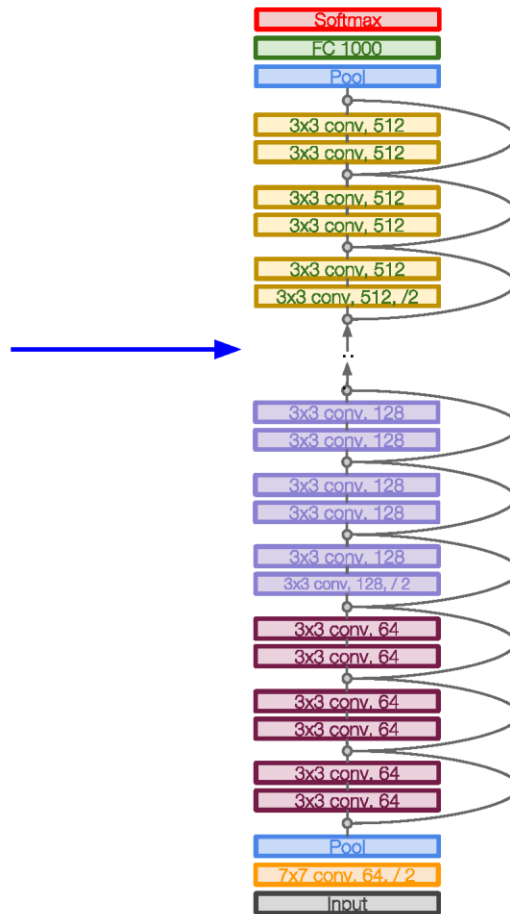 Softmax
FC 1000
Pool
3x3 conv, 512
3x3 conv, 512
3x3 conv, 512
3x3 conv, 512
3x3 conv, 512
3x3 conv, 512, /2
..
3x3 conv, 128
3x3 conv, 128
3x3 conv, 128
3x3 conv, 128
3x3 conv, 128
3x3 conv, 128, / 2
3x3 conv, 64
3x3 conv, 64
3x3 conv, 64
3x3 conv, 64
3x3 conv, 64
3x3 conv, 64
Pool
7x7 conv, 64, / 2
Input